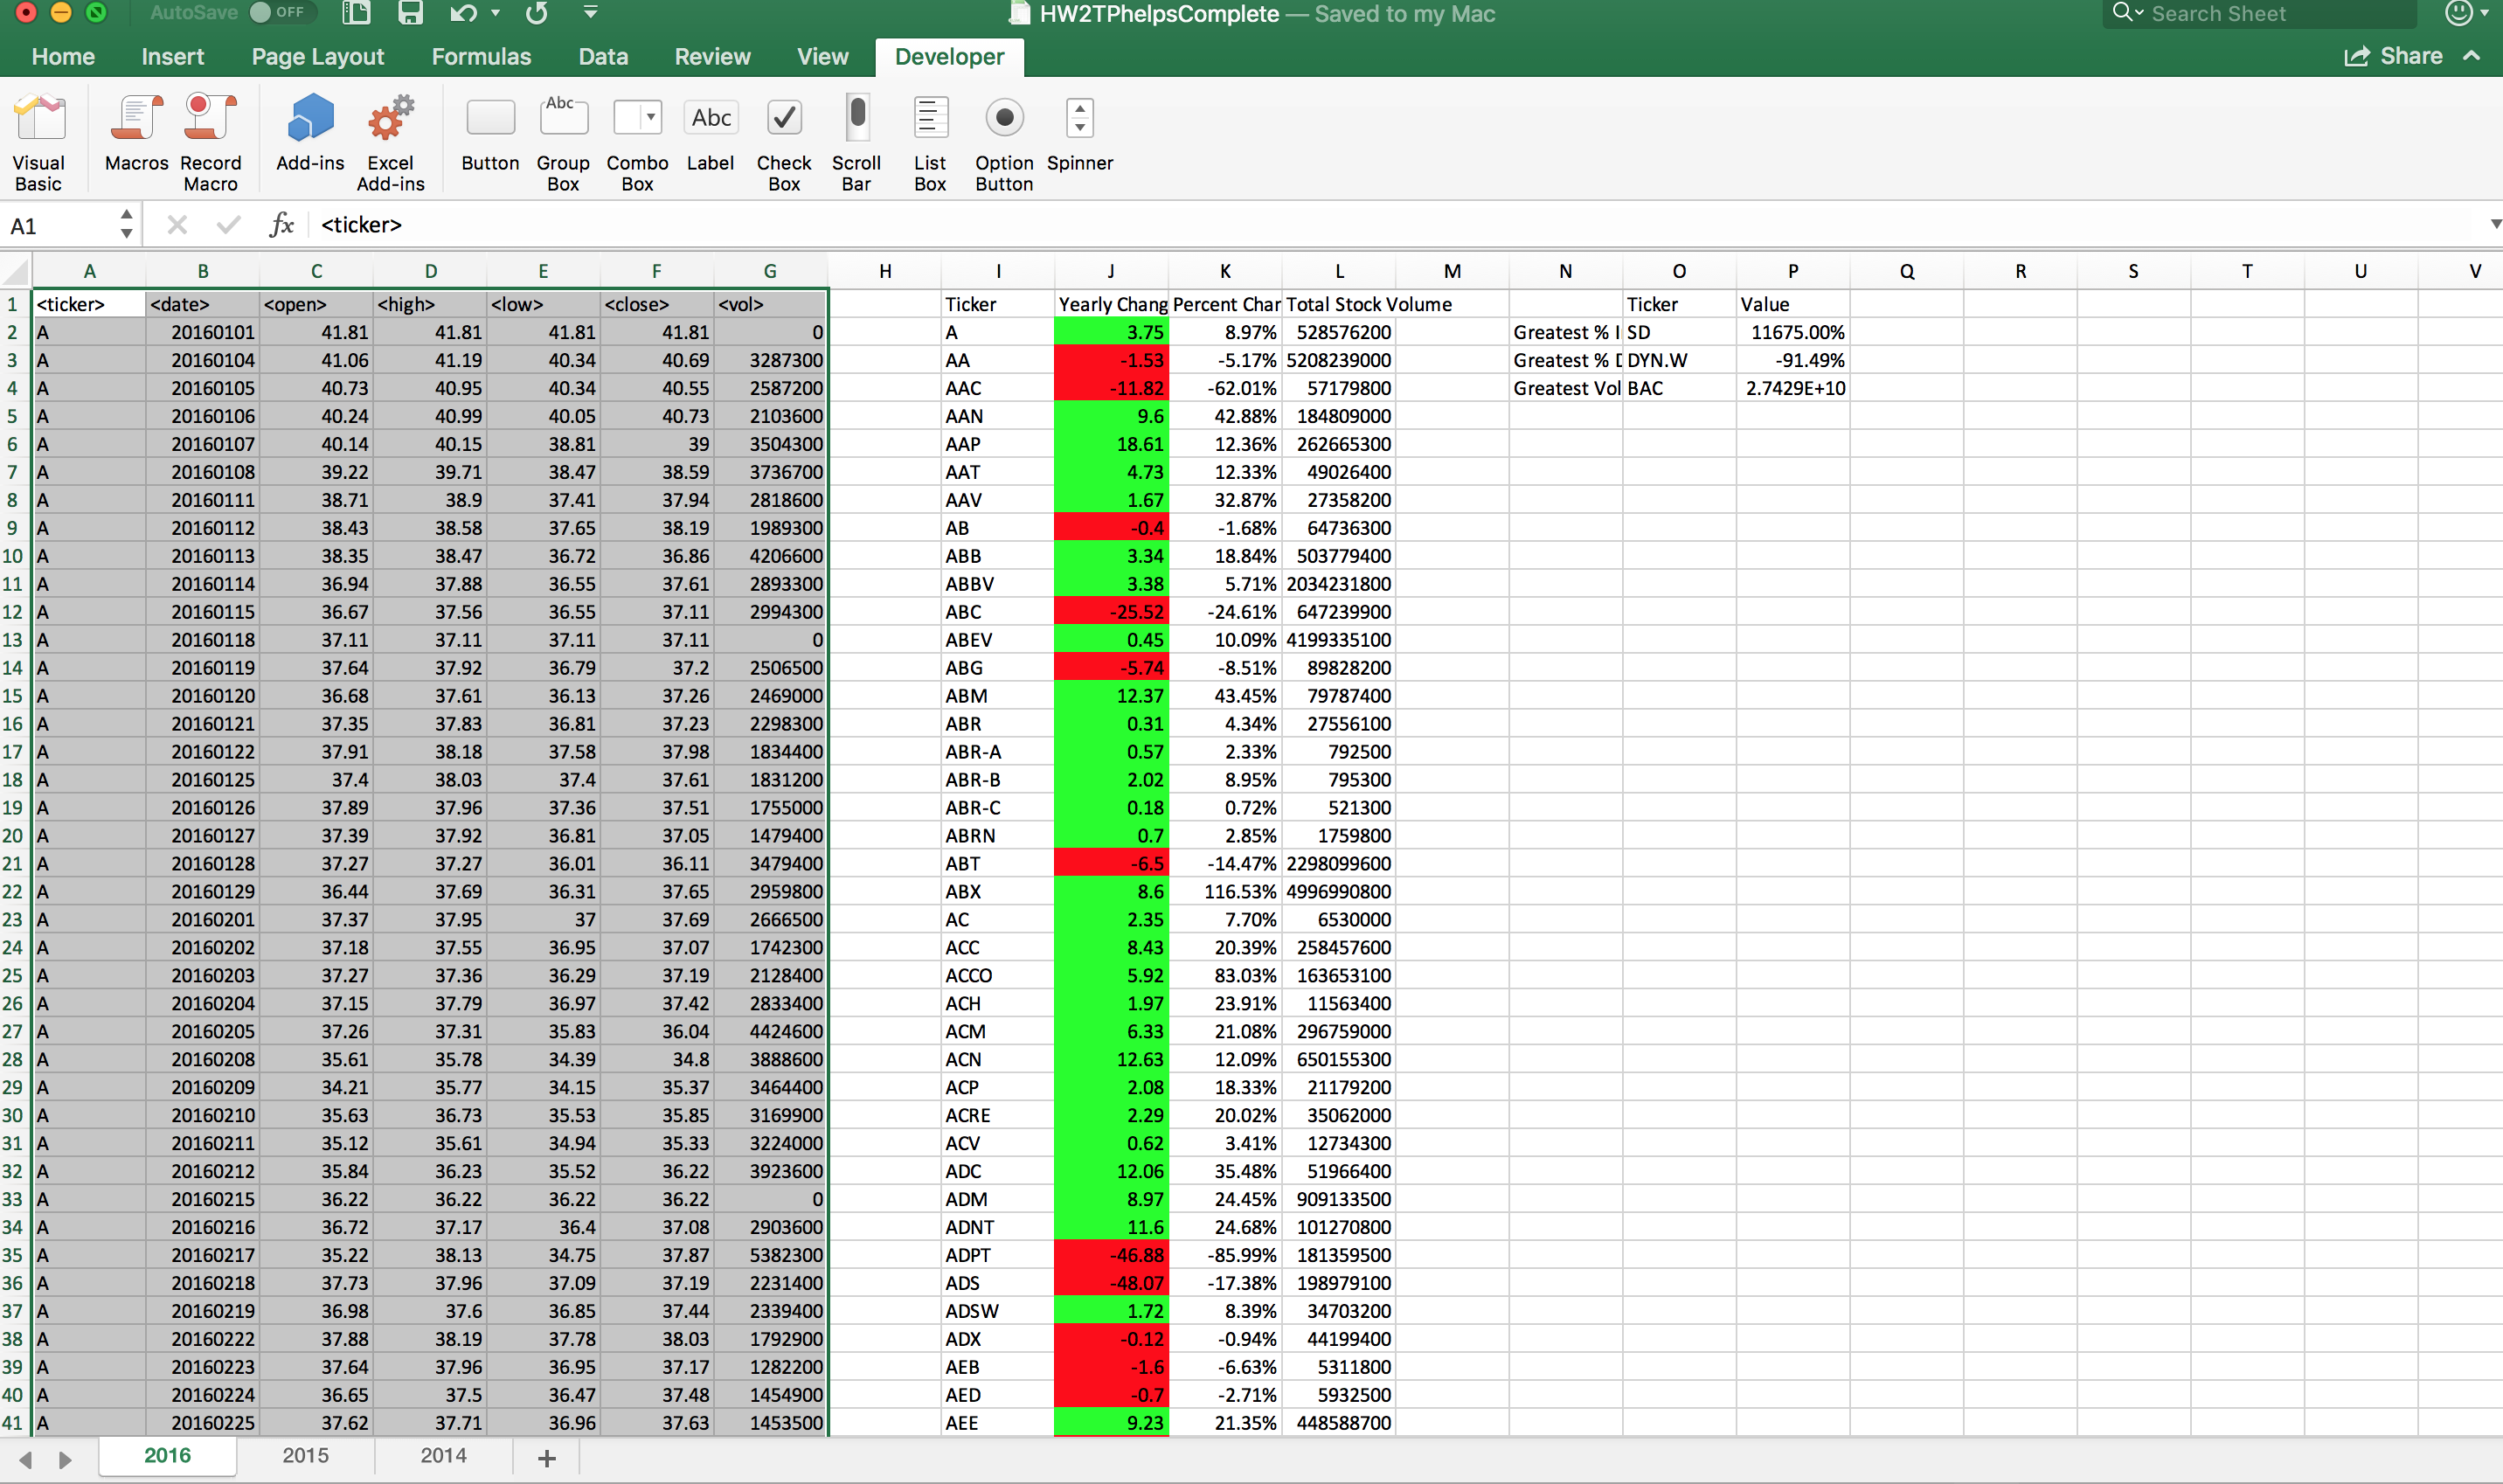 AutoSave OFF HW2TPhelpsComplete — Saved to my Mac Search Sheet
Home Insert Page Layout Formulas Data Review View Developer Share
Visual Basic Macros Record Macro Add-ins Excel Add-ins Button Group Box Combo Box Label Check Box Scroll Bar List Box Option Button Spinner
Abc Abc
A1 fx <ticker>
A B C D E F G H I J K L M N O P Q R S T U V
1 <ticker> <date> <open> <high> <low> <close> <vol> Ticker Yearly Chang Percent Char Total Stock Volume Ticker Value
2 A 20160101 41.81 41.81 41.81 41.81 0 A 3.75 8.97% 528576200 Greatest % I SD 11675.00%
3 A 20160104 41.06 41.19 40.34 40.69 3287300 AA -1.53 -5.17% 5208239000 Greatest % D DYN.W -91.49%
4 A 20160105 40.73 40.95 40.34 40.55 2587200 AAC -11.82 -62.01% 57179800 Greatest Vol BAC 2.7429E+10
5 A 20160106 40.24 40.99 40.05 40.73 2103600 AAN 9.6 42.88% 184809000
6 A 20160107 40.14 40.15 38.81 39 3504300 AAP 18.61 12.36% 262665300
7 A 20160108 39.22 39.71 38.47 38.59 3736700 AAT 4.73 12.33% 49026400
8 A 20160111 38.71 38.9 37.41 37.94 2818600 AAV 1.67 32.87% 27358200
9 A 20160112 38.43 38.58 37.65 38.19 1989300 AB -0.4 -1.68% 64736300
10 A 20160113 38.35 38.47 36.72 36.86 4206600 ABB 3.34 18.84% 503779400
11 A 20160114 36.94 37.88 36.55 37.61 2893300 ABBV 3.38 5.71% 2034231800
12 A 20160115 36.67 37.56 36.55 37.11 2994300 ABC -25.52 -24.61% 647239900
13 A 20160118 37.11 37.11 37.11 37.11 0 ABEV 0.45 10.09% 4199335100
14 A 20160119 37.64 37.92 36.79 37.2 2506500 ABG -5.74 -8.51% 89828200
15 A 20160120 36.68 37.61 36.13 37.26 2469000 ABM 12.37 43.45% 79787400
16 A 20160121 37.35 37.83 36.81 37.23 2298300 ABR 0.31 4.34% 27556100
17 A 20160122 37.91 38.18 37.58 37.98 1834400 ABR-A 0.57 2.33% 792500
18 A 20160125 37.4 38.03 37.4 37.61 1831200 ABR-B 2.02 8.95% 795300
19 A 20160126 37.89 37.96 37.36 37.51 1755000 ABR-C 0.18 0.72% 521300
20 A 20160127 37.39 37.92 36.81 37.05 1479400 ABRN 0.7 2.85% 1759800
21 A 20160128 37.27 37.27 36.01 36.11 3479400 ABT -6.5 -14.47% 2298099600
22 A 20160129 36.44 37.69 36.31 37.65 2959800 ABX 8.6 116.53% 4996990800
23 A 20160201 37.37 37.95 37 37.69 2666500 AC 2.35 7.70% 6530000
24 A 20160202 37.18 37.55 36.95 37.07 1742300 ACC 8.43 20.39% 258457600
25 A 20160203 37.27 37.36 36.29 37.19 2128400 ACCO 5.92 83.03% 163653100
26 A 20160204 37.15 37.79 36.97 37.42 2833400 ACH 1.97 23.91% 11563400
27 A 20160205 37.26 37.31 35.83 36.04 4424600 ACM 6.33 21.08% 296759000
28 A 20160208 35.61 35.78 34.39 34.8 3888600 ACN 12.63 12.09% 650155300
29 A 20160209 34.21 35.77 34.15 35.37 3464400 ACP 2.08 18.33% 21179200
30 A 20160210 35.63 36.73 35.53 35.85 3169900 ACRE 2.29 20.02% 35062000
31 A 20160211 35.12 35.61 34.94 35.33 3224000 ACV 0.62 3.41% 12734300
32 A 20160212 35.84 36.23 35.52 36.22 3923600 ADC 12.06 35.48% 51966400
33 A 20160215 36.22 36.22 36.22 36.22 0 ADM 8.97 24.45% 909133500
34 A 20160216 36.72 37.17 36.4 37.08 2903600 ADNT 11.6 24.68% 101270800
35 A 20160217 35.22 38.13 34.75 37.87 5382300 ADPT -46.88 -85.99% 181359500
36 A 20160218 37.73 37.96 37.09 37.19 2231400 ADS -48.07 -17.38% 198979100
37 A 20160219 36.98 37.6 36.85 37.44 2339400 ADSW 1.72 8.39% 34703200
38 A 20160222 37.88 38.19 37.78 38.03 1792900 ADX -0.12 -0.94% 44199400
39 A 20160223 37.64 37.96 36.95 37.17 1282200 AEB -1.6 -6.63% 5311800
40 A 20160224 36.65 37.5 36.47 37.48 1454900 AED -0.7 -2.71% 5932500
41 A 20160225 37.62 37.71 36.96 37.63 1453500 AEE 9.23 21.35% 448588700
2016 2015 2014 +